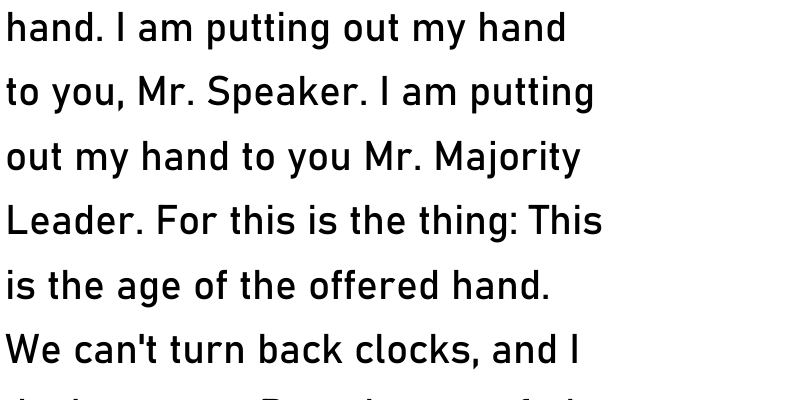 hand. I am putting out my hand
to you, Mr. Speaker. I am putting
out my hand to you Mr. Majority
Leader. For this is the thing: This
is the age of the offered hand.
We can't turn back clocks, and I